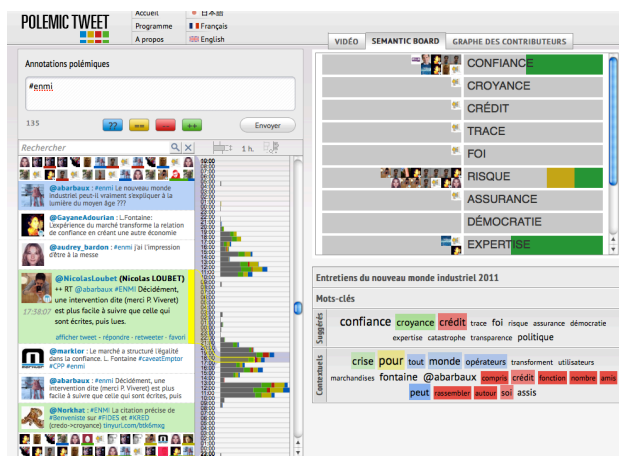 POLEMIC TWEET
Accueil
Programme
A propos
日本語
Français
English
VIDÉO
SEMANTIC BOARD
GRAPHE DES CONTRIBUTEURS
Annotations polémiques
#enmi
135
??
==
--
++
Envoyer
Rechercher
1 h.
@abarbaux : #enmi Le nouveau monde
industriel peut-il vraiment s'expliquer à la
lumière du moyen âge ???
@GayaneAdourian : L.Fontaine:
L'expérience du marché transforme la relation
de confiance en créant une autre économie
@audrey_bardon : #enmi j'ai l'impression
d'être à la messe
@NicolasLoubet (Nicolas LOUBET)
++ RT @abarbaux #ENMI Décidément,
une intervention dite (merci P. Viveret)
17:38:07
est plus facile à suivre que celle qui
sont écrites, puis lues.
afficher tweet - répondre - retweeter - favori
@marklor : Le marché a structuré l'égalité
dans la confiance. L. Fontaine #caveatEmptor
#CPP #enmi
@abarbaux : #enmi Décidément, une
intervention dite (merci P. Viveret) est plus
facile à suivre que celle qui sont écrites, puis
@Norkhat : #ENMI La citation précise de
#Benveniste sur #FIDES et #KRED
(credo->croyance) tinyurl.com/btk6mxg
CONFIANCE
CROYANCE
CRÉDIT
TRACE
FOI
RISQUE
ASSURANCE
DÉMOCRATIE
EXPERTISE
Entretiens du nouveau monde industriel 2011
Mots-clés
Suggérés
confiance croyance crédit trace foi risque assurance démocratie
expertise catastrophe transparence politique
Contextuels
crise pour tout monde opérateurs transforment utilisateurs
marchandises fontaine @abarbaux compris crédit fonction nombre amis
peut rassembler autour soi assis